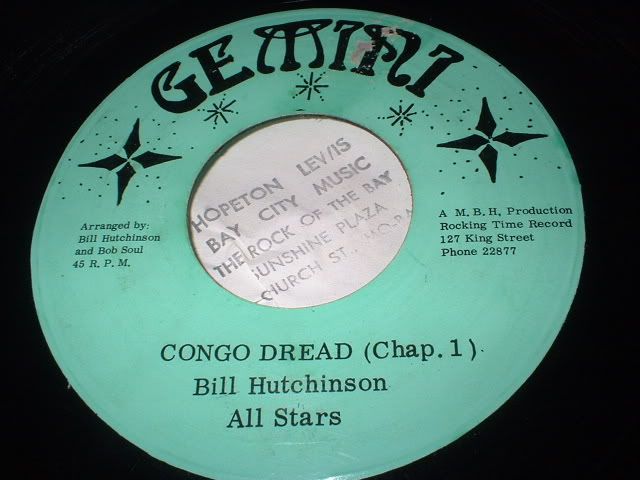 GEMINI
HOPETON LEWIS
BAY CITY MUSIC
THE ROCK OF THE BAY
SUNSHINE PLAZA
CHURCH ST.
Arranged by:
Bill Hutchinson
and Bob Soul
45 R. P. M.
A M. B. H, Production
Rocking Time Record
127 King Street
Phone 22877
CONGO DREAD (Chap. 1)
Bill Hutchinson
All Stars